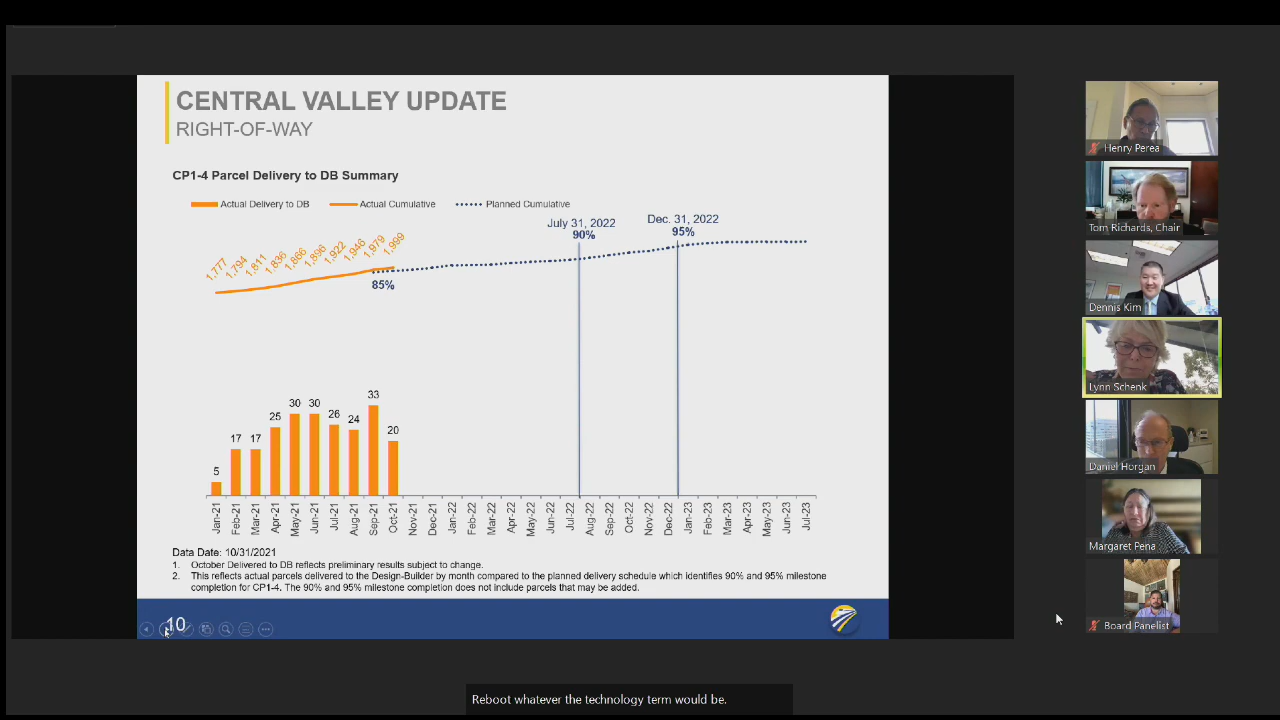 CENTRAL VALLEY UPDATE
RIGHT-OF-WAY
CP1-4 Parcel Delivery to DB Summary
Actual Delivery to DB
Actual Cumulative
Planned Cumulative
July 31, 2022
90%
Dec. 31, 2022
95%
1,777
1,794
1,811
1,836
1,866
1,896
1,922
1,946
1,979
1,999
85%
5
17
17
25
30
30
26
24
33
20
Jan-21
Feb-21
Mar-21
Apr-21
May-21
Jun-21
Jul-21
Aug-21
Sep-21
Oct-21
Nov-21
Dec-21
Jan-22
Feb-22
Mar-22
Apr-22
May-22
Jun-22
Jul-22
Aug-22
Sep-22
Oct-22
Nov-22
Dec-22
Jan-23
Feb-23
Mar-23
Apr-23
May-23
Jun-23
Jul-23
Data Date: 10/31/2021
1. October Delivered to DB reflects preliminary results subject to change.
2. This reflects actual parcels delivered to the Design-Builder by month compared to the planned delivery schedule which identifies 90% and 95% milestone
completion for CP1-4. The 90% and 95% milestone completion does not include parcels that may be added.
10
Henry Perea
Tom Richards, Chair
Dennis Kim
Lynn Schenk
Daniel Horgan
Margaret Pena
Board Panelist
Reboot whatever the technology term would be.